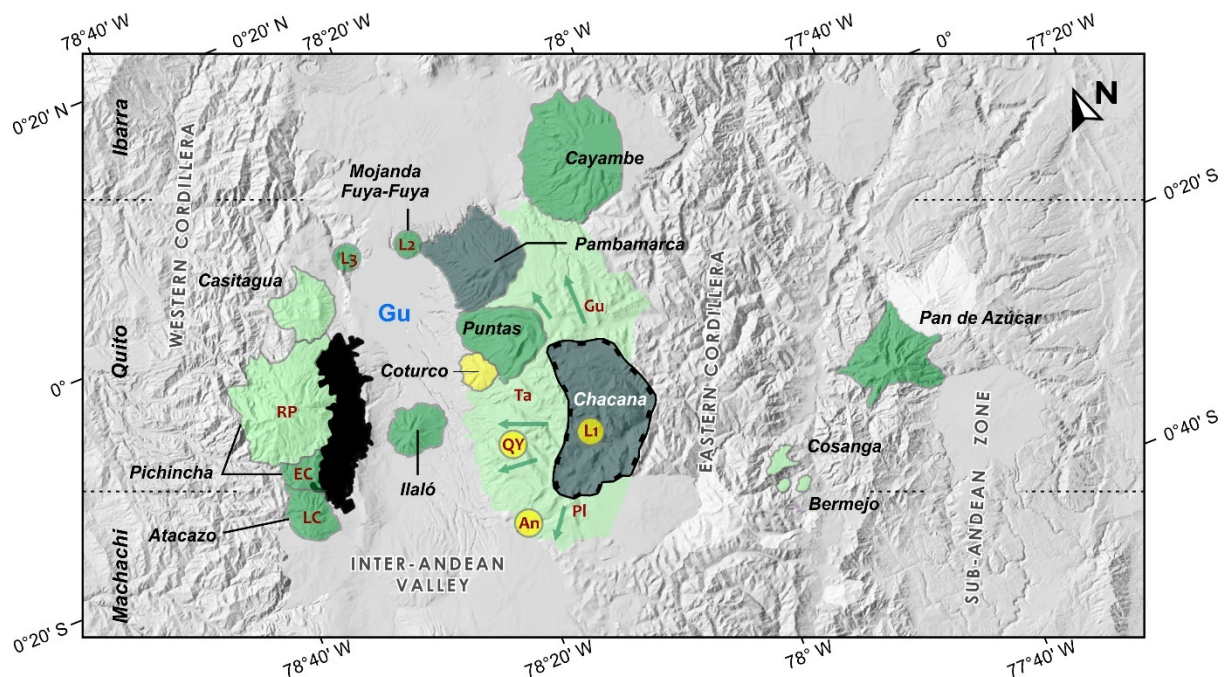 78°40' W
0°20' N
78°20' W
78° W
77°40' W
0°
77°20' W
N
0°20' N
Ibarra
Cayambe
Mojanda
Fuya-Fuya
0°20' S
WESTERN CORDILLERA
L3
L2
Pambamarca
Casitagua
Gu
Gu
EASTERN CORDILLERA
Pan de Azúcar
Quito
Puntas
Coturco
0°
Ta
Chacana
RP
L1
QY
0°40' S
Cosanga
SUB-ANDEAN ZONE
Pichincha
EC
Ilaló
Bermejo
Atacazo
LC
An
Pl
INTER-ANDEAN
VALLEY
Machachi
0°20' S
78°40' W
78°20' W
78° W
77°40' W